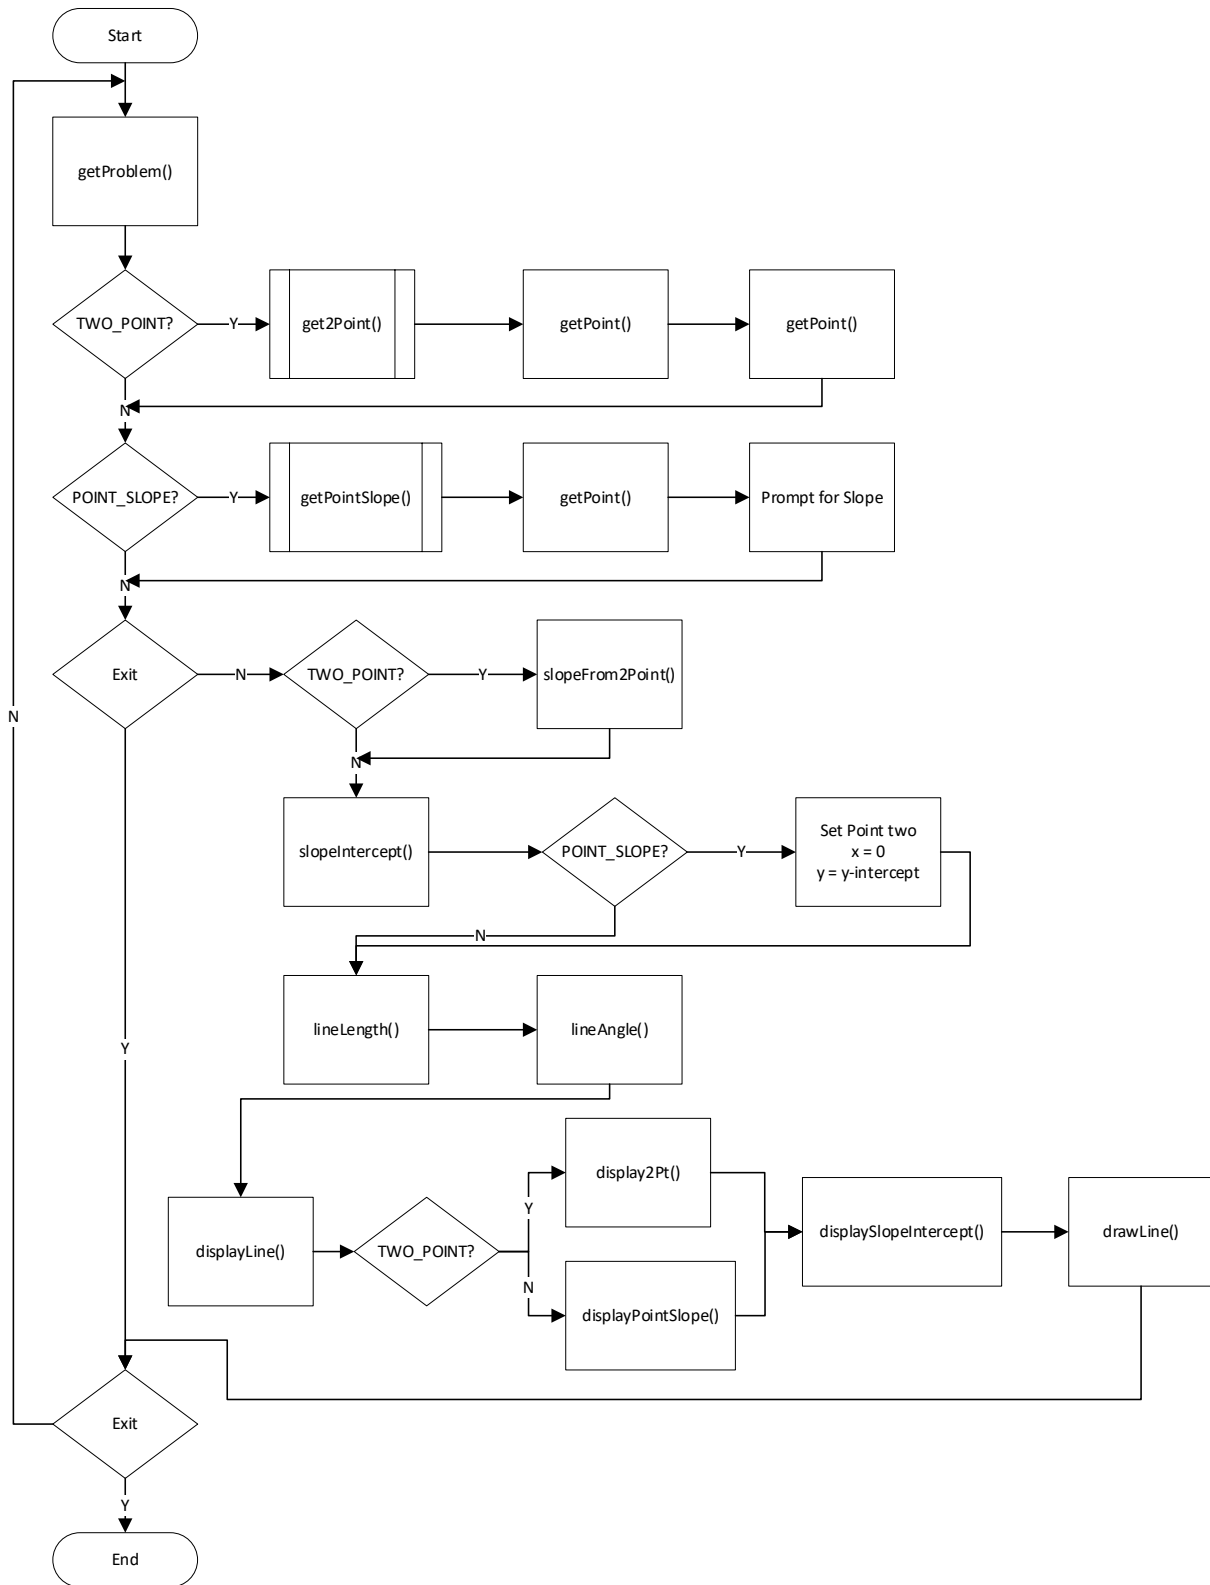 Start
getProblem()
TWO_POINT?
Y
get2Point()
getPoint()
getPoint()
N
POINT_SLOPE?
Y
getPointSlope()
getPoint()
Prompt for Slope
N
Exit
N
TWO_POINT?
Y
slopeFrom2Point()
N
N
slopeIntercept()
POINT_SLOPE?
Y
Set Point two
x = 0
y = y-intercept
N
lineLength()
lineAngle()
Y
displayLine()
TWO_POINT?
Y
display2Pt()
N
displayPointSlope()
displaySlopeIntercept()
drawLine()
Exit
Y
End